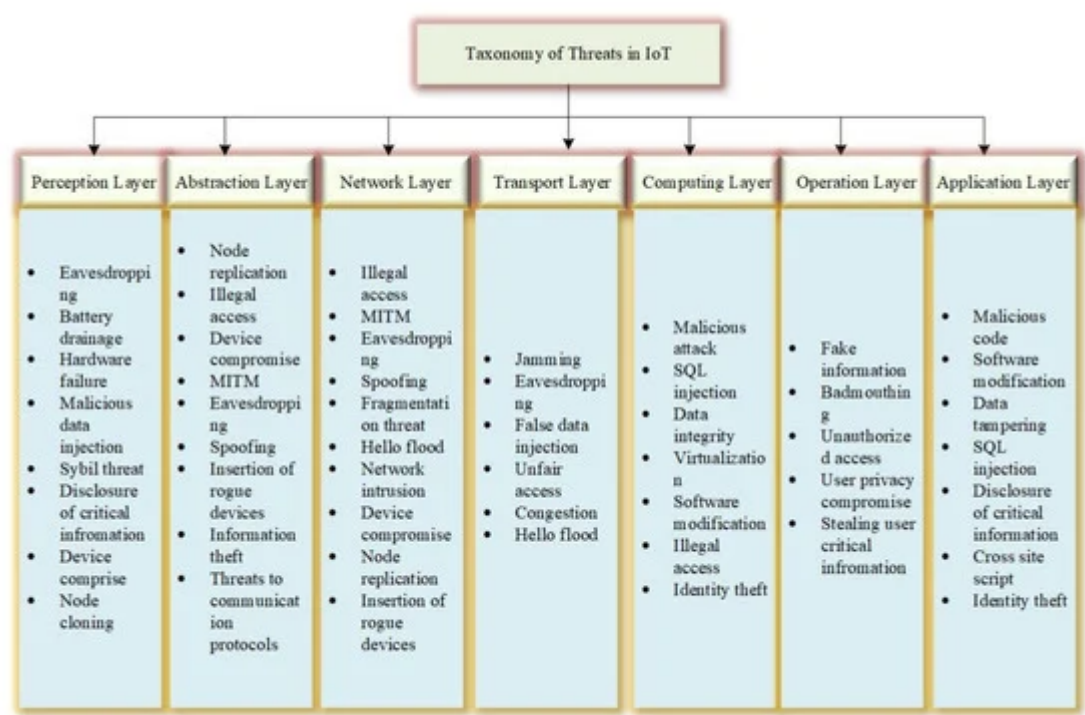 Taxonomy of Threats in IoT
Perception Layer
Abstraction Layer
Network Layer
Transport Layer
Computing Layer
Operation Layer
Application Layer
• Eavesdroppi
ng
• Battery
drainage
• Hardware
failure
• Malicious
data
injection
• Sybil threat
• Disclosure
of critical
infromation
• Device
comprise
• Node
cloning
• Node
replication
• Illegal
access
• Device
compromise
• MITM
• Eavesdroppi
ng
• Spoofing
• Insertion of
rogue
devices
• Information
theft
• Threats to
communicat
ion
protocols
• Illegal
access
• MITM
• Eavesdroppi
ng
• Spoofing
• Fragmentati
on threat
• Hello flood
• Network
intrusion
• Device
compromise
• Node
replication
• Insertion of
rogue
devices
• Jamming
• Eavesdroppi
ng
• False data
injection
• Unfair
access
• Congestion
• Hello flood
• Malicious
attack
• SQL
injection
• Data
integrity
• Virtualizatio
n
• Software
modification
• Illegal
access
• Identity theft
• Fake
information
• Badmouthin
g
• Unauthorize
d access
• User privacy
compromise
• Stealing user
critical
infromation
• Malicious
code
• Software
modification
• Data
tampering
• SQL
injection
• Disclosure
of critical
information
• Cross site
script
• Identity theft